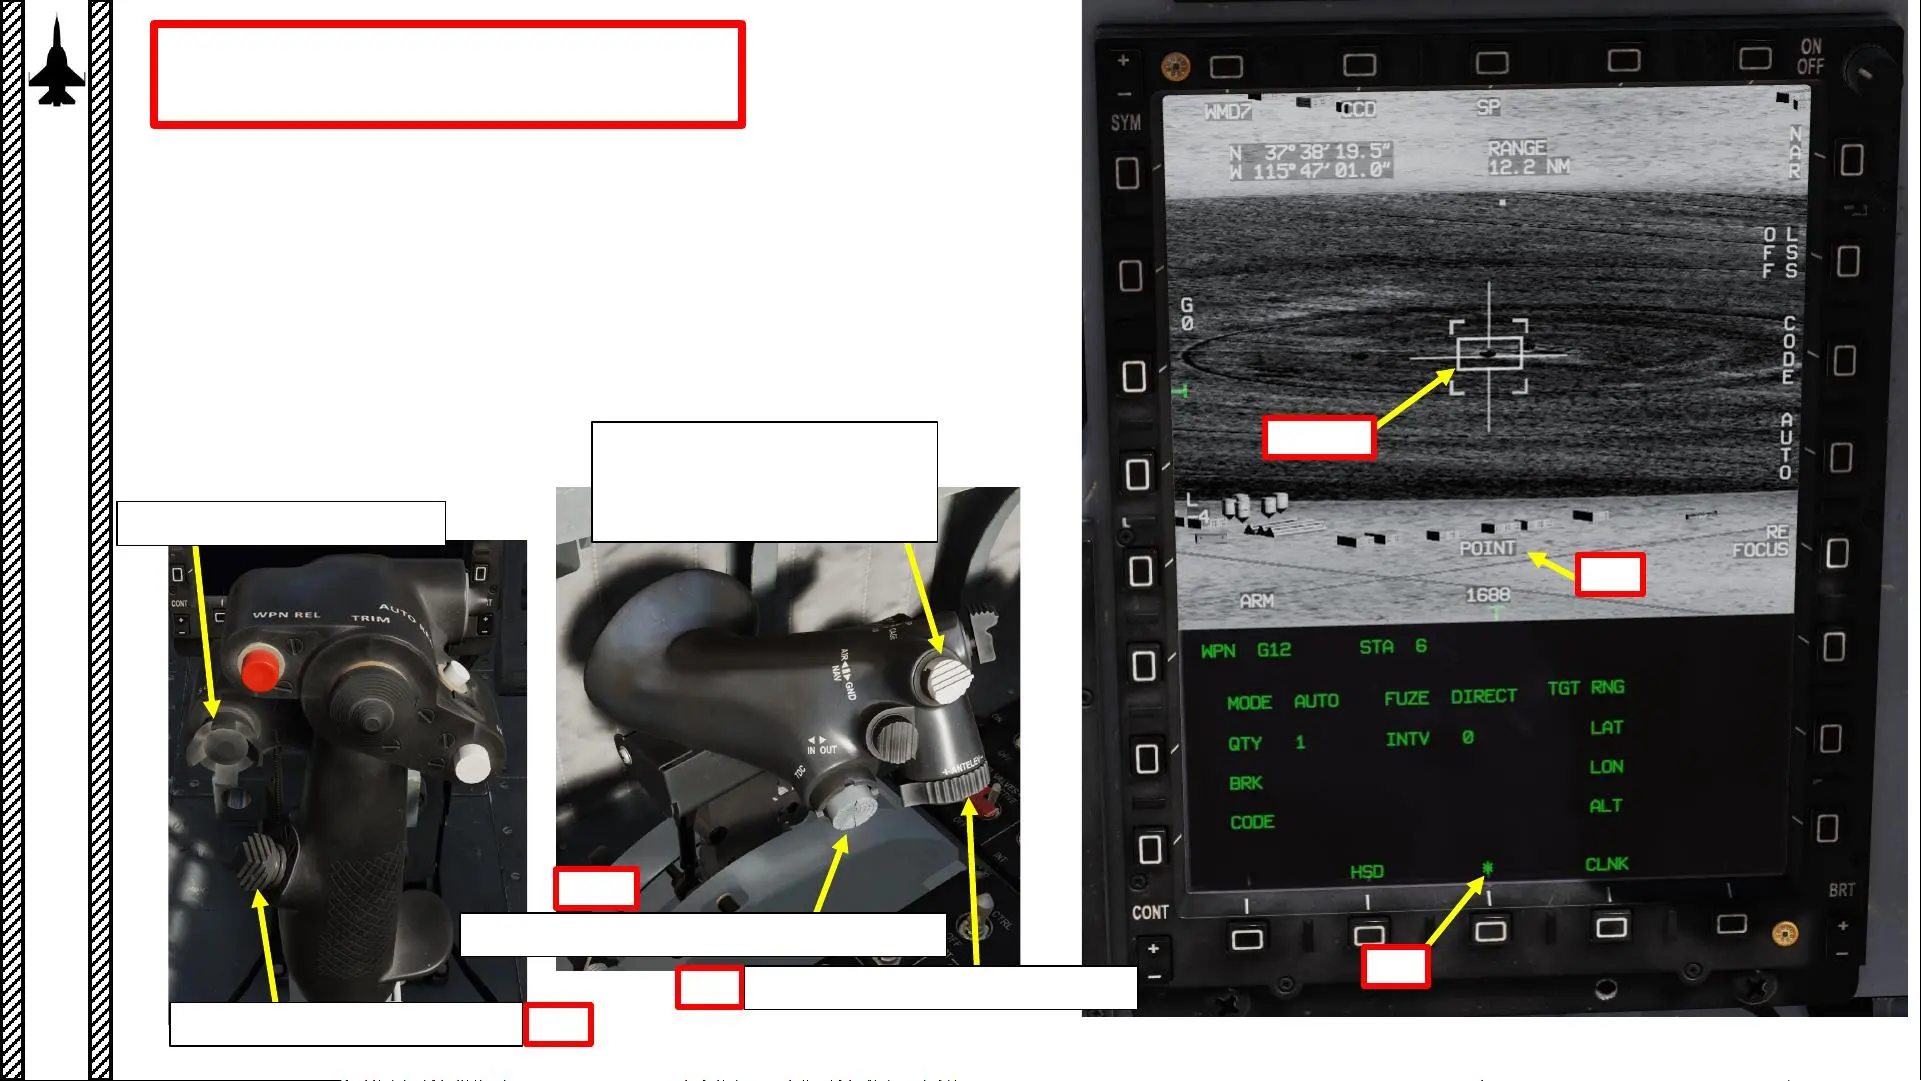 ON
OFF
SYM
WMD7 CCD SP
N 37°38'19.5"
W 115°47'01.0"
RANGE
12.2 NM
NAR
LSS
OFF
G
0
CODE
AUTO
L
-4
POINT
RE
FOCUS
ARM
1688
WPN G12 STA 6
MODE AUTO FUZE DIRECT TGT RNG
QTY 1 INTV 0 LAT
BRK LON
CODE ALT
HSD * CLNK
CONT
BRT
CONT
WPN REL
TRIM
AUTO
AIR
NAV
GND
IN OUT
TDC
+ANTELEV-
CTRL